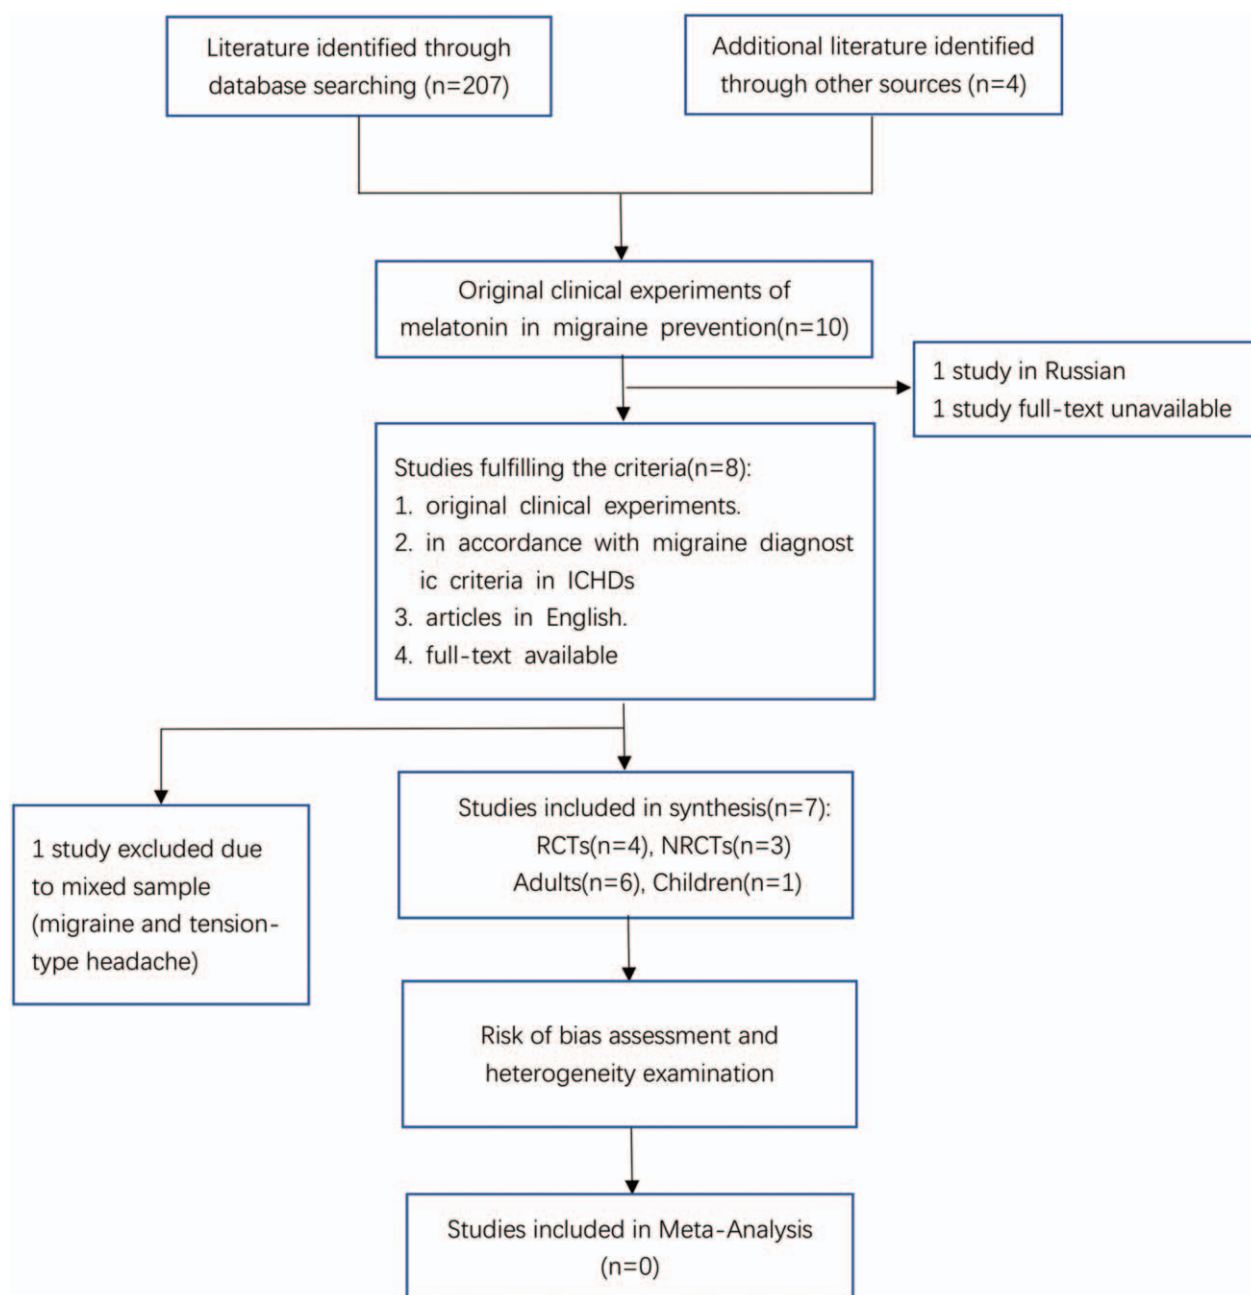 Literature identified through
database searching (n=207)
Additional literature identified
through other sources (n=4)
Original clinical experiments of
melatonin in migraine prevention(n=10)
1 study in Russian
1 study full-text unavailable
Studies fulfilling the criteria(n=8):
1. original clinical experiments.
2. in accordance with migraine diagnost
ic criteria in ICHDs
3. articles in English.
4. full-text available
1 study excluded due
to mixed sample
(migraine and tension-
type headache)
Studies included in synthesis(n=7):
RCTs(n=4), NRCTs(n=3)
Adults(n=6), Children(n=1)
Risk of bias assessment and
heterogeneity examination
Studies included in Meta-Analysis
(n=0)